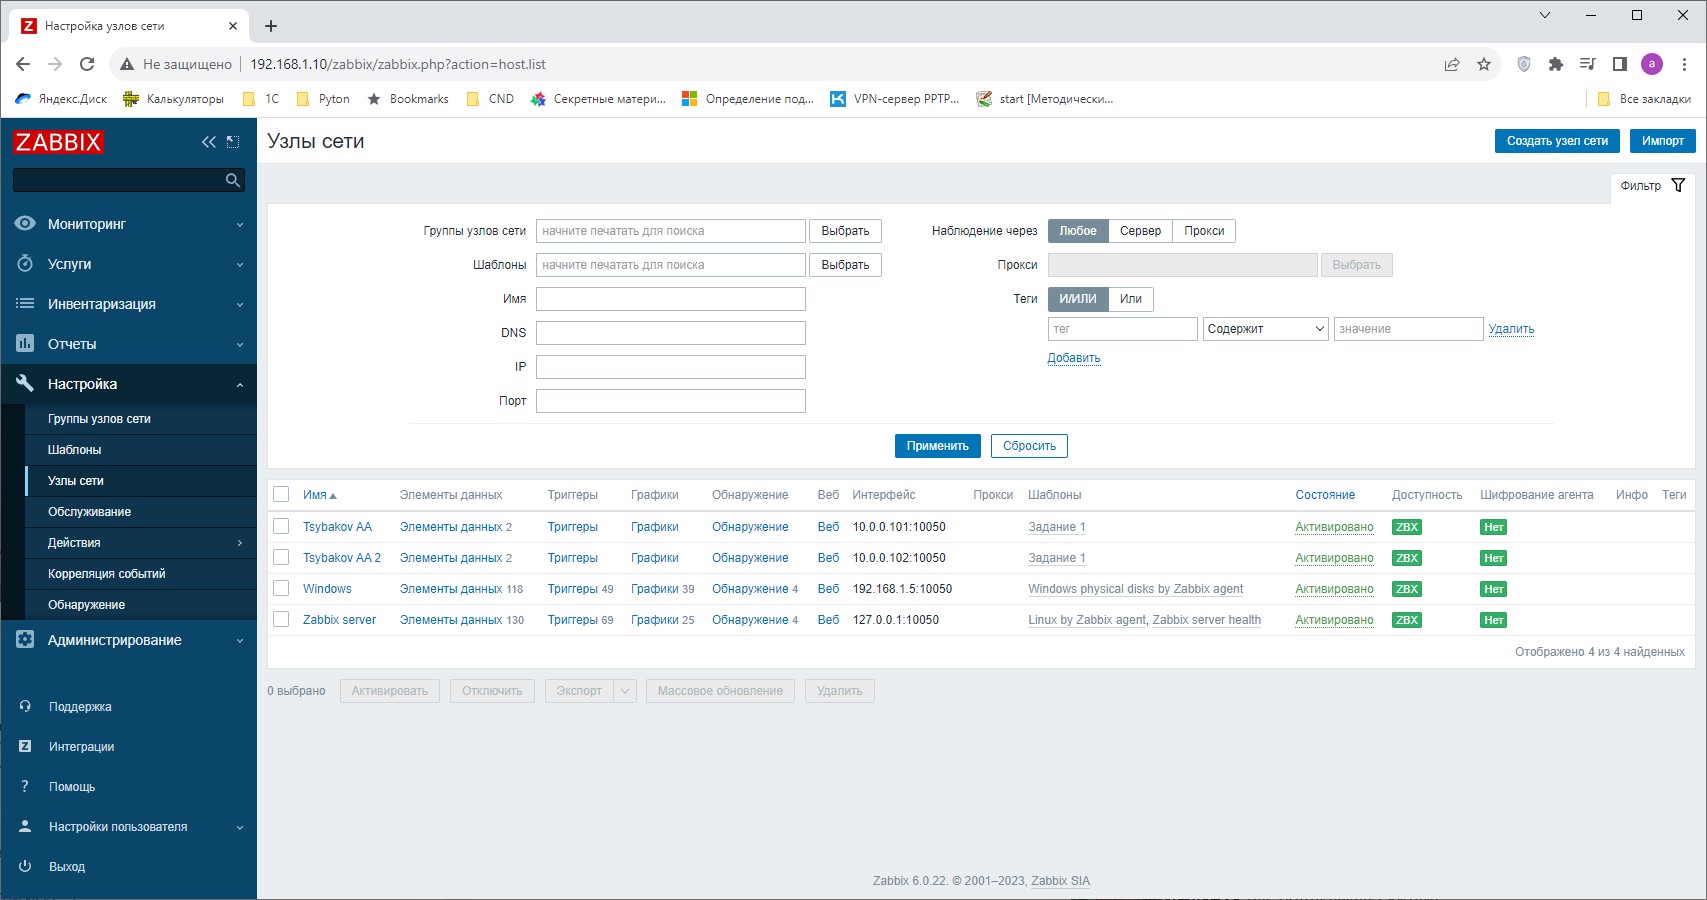 Настройка узлов сети
Не защищено 192.168.1.10/zabbix/zabbix.php?action=host.list a
Яндекс.Диск Калькуляторы 1С Pyton Bookmarks CND Секретные матери... Определение под... VPN-сервер PPTP... start [Методически... Все закладки
ZABBIX
Узлы сети
Создать узел сети Импорт
Фильтр
Мониторинг
Услуги
Инвентаризация
Отчеты
Настройка
Группы узлов сети
Шаблоны
Узлы сети
Обслуживание
Действия
Корреляция событий
Обнаружение
Администрирование
Поддержка
Интеграции
Помощь
Настройки пользователя
Выход
Группы узлов сети начните печатать для поиска Выбрать
Шаблоны начните печатать для поиска Выбрать
Имя
DNS
IP
Порт
Наблюдение через Любое Сервер Прокси
Прокси Выбрать
Теги И/ИЛИ Или
тег Содержит значение Удалить
Добавить
Применить Сбросить
Имя Элементы данных Триггеры Графики Обнаружение Веб Интерфейс Прокси Шаблоны Состояние Доступность Шифрование агента Инфо Теги
Tsybakov AA Элементы данных 2 Триггеры Графики Обнаружение Веб 10.0.0.101:10050 Задание 1 Активировано ZBX Нет
Tsybakov AA 2 Элементы данных 2 Триггеры Графики Обнаружение Веб 10.0.0.102:10050 Задание 1 Активировано ZBX Нет
Windows Элементы данных 118 Триггеры 49 Графики 39 Обнаружение 4 Веб 192.168.1.5:10050 Windows physical disks by Zabbix agent Активировано ZBX Нет
Zabbix server Элементы данных 130 Триггеры 69 Графики 25 Обнаружение 4 Веб 127.0.0.1:10050 Linux by Zabbix agent, Zabbix server health Активировано ZBX Нет
Отображено 4 из 4 найденных
0 выбрано Активировать Отключить Экспорт Массовое обновление Удалить
Zabbix 6.0.22. © 2001–2023, Zabbix SIA